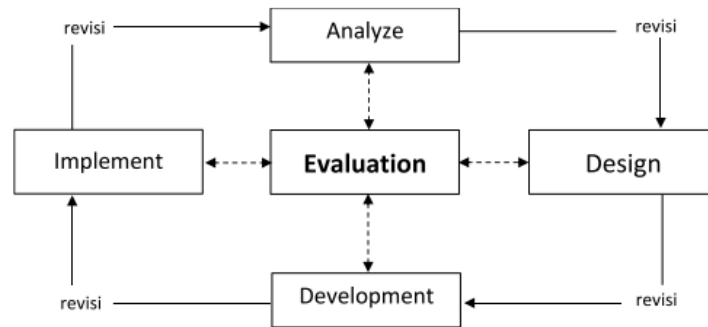 revisi
Analyze
revisi
Implement
Evaluation
Design
revisi
Development
revisi